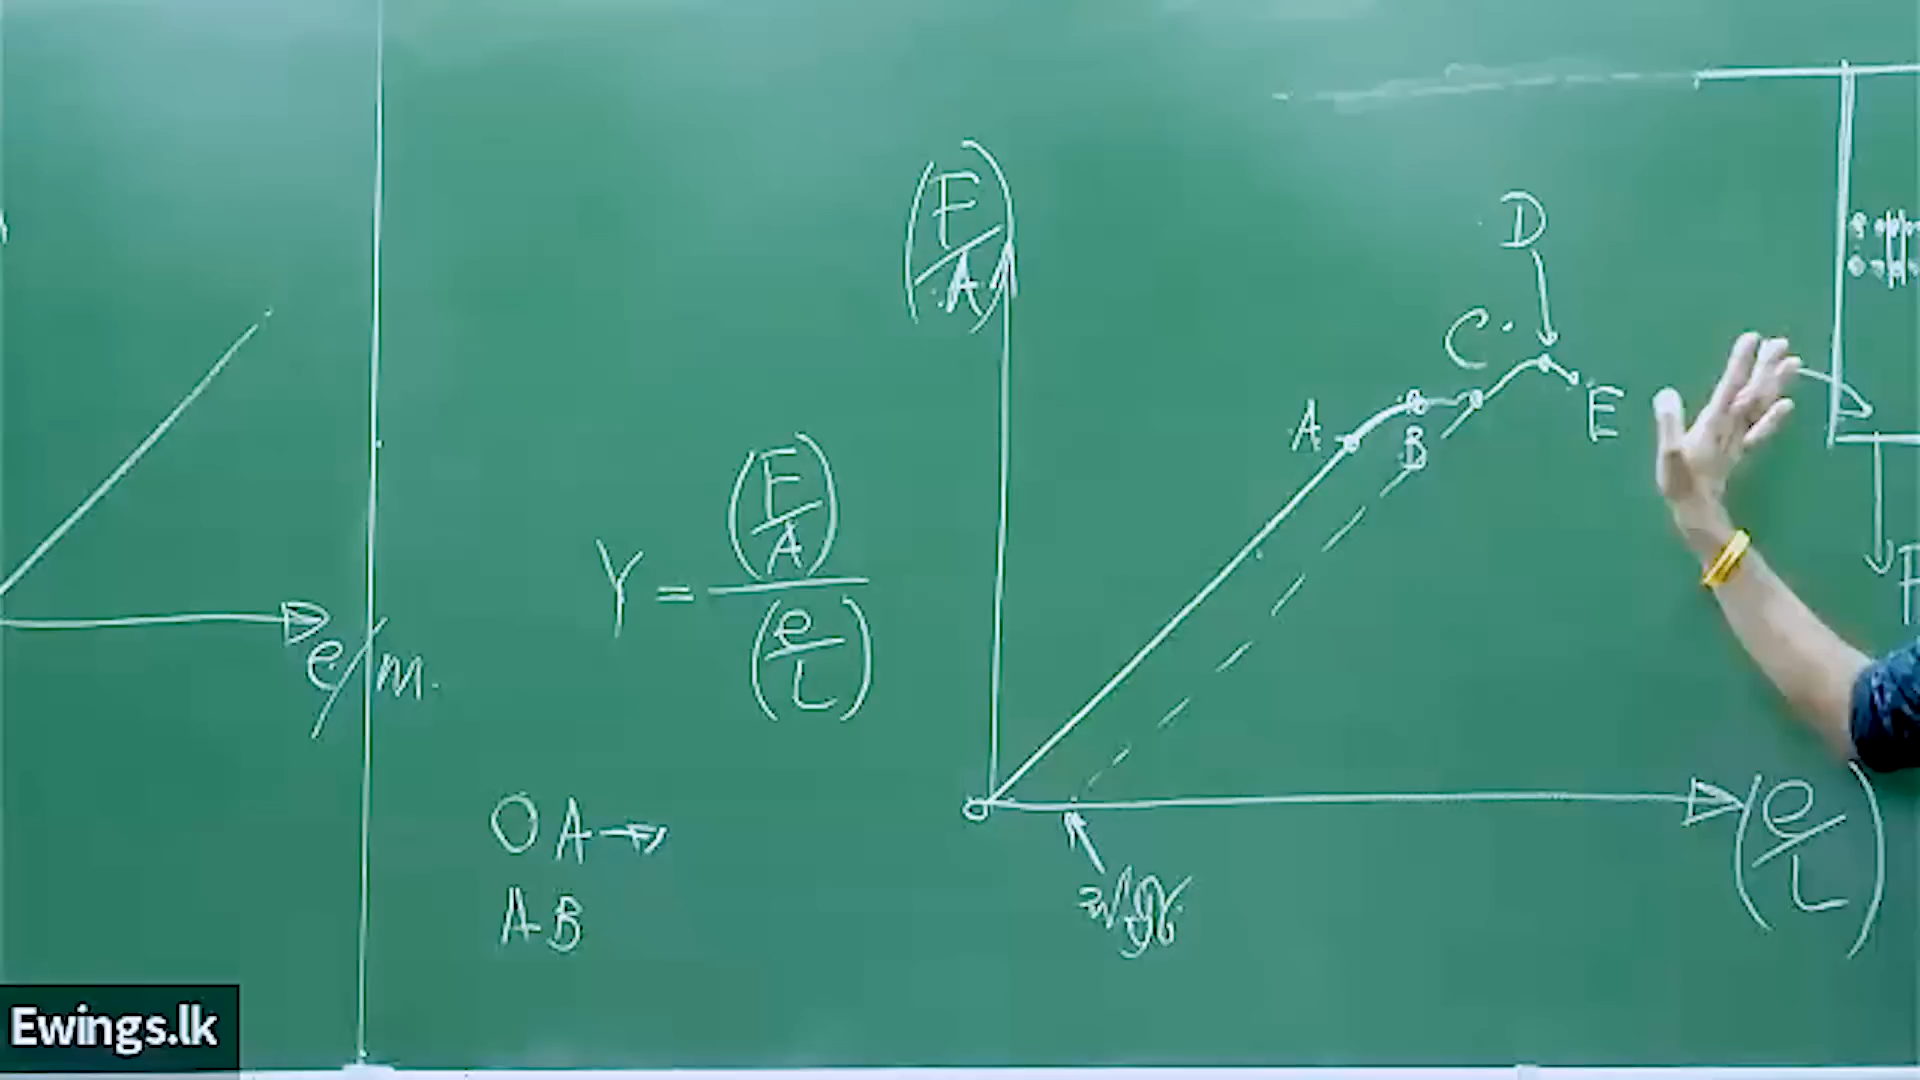 e/m.
Y = (F/A) / (e/L)
OA →
AB
(F/A)
A
B
C
D
E
O
(e/L)
F
Ewings.lk